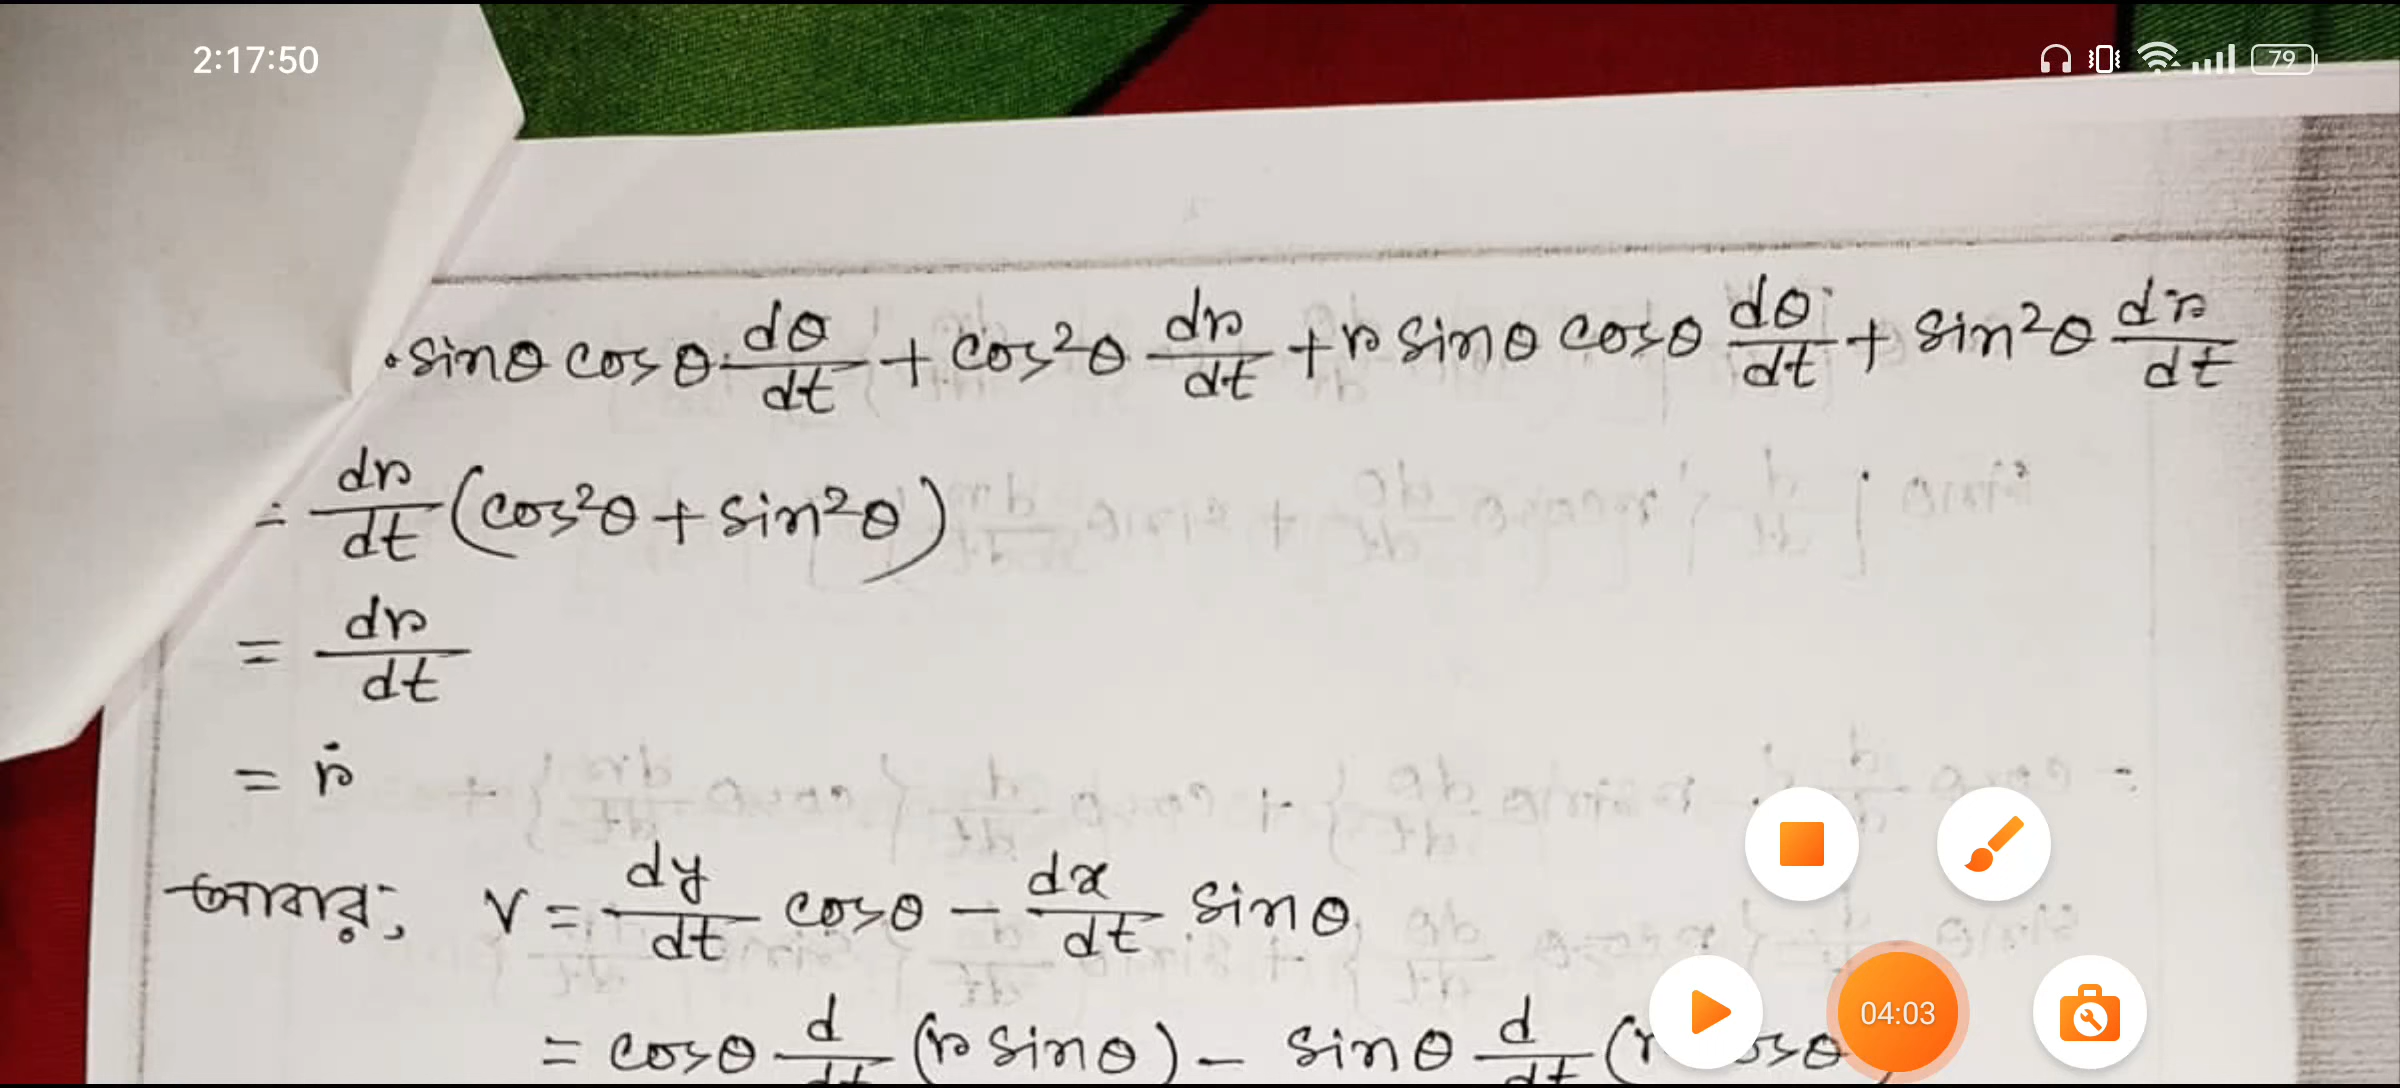 2:17:50
79
sinθ cosθ · dθ/dt + cos²θ dr/dt + r sinθ cosθ dθ/dt + sin²θ dr/dt
= dr/dt (cos²θ + sin²θ)
= dr/dt
= ṙ
আবার, v = dy/dt cosθ - dx/dt sinθ
= cosθ d/dt (r sinθ) - sinθ d/dt (r cosθ
04:03